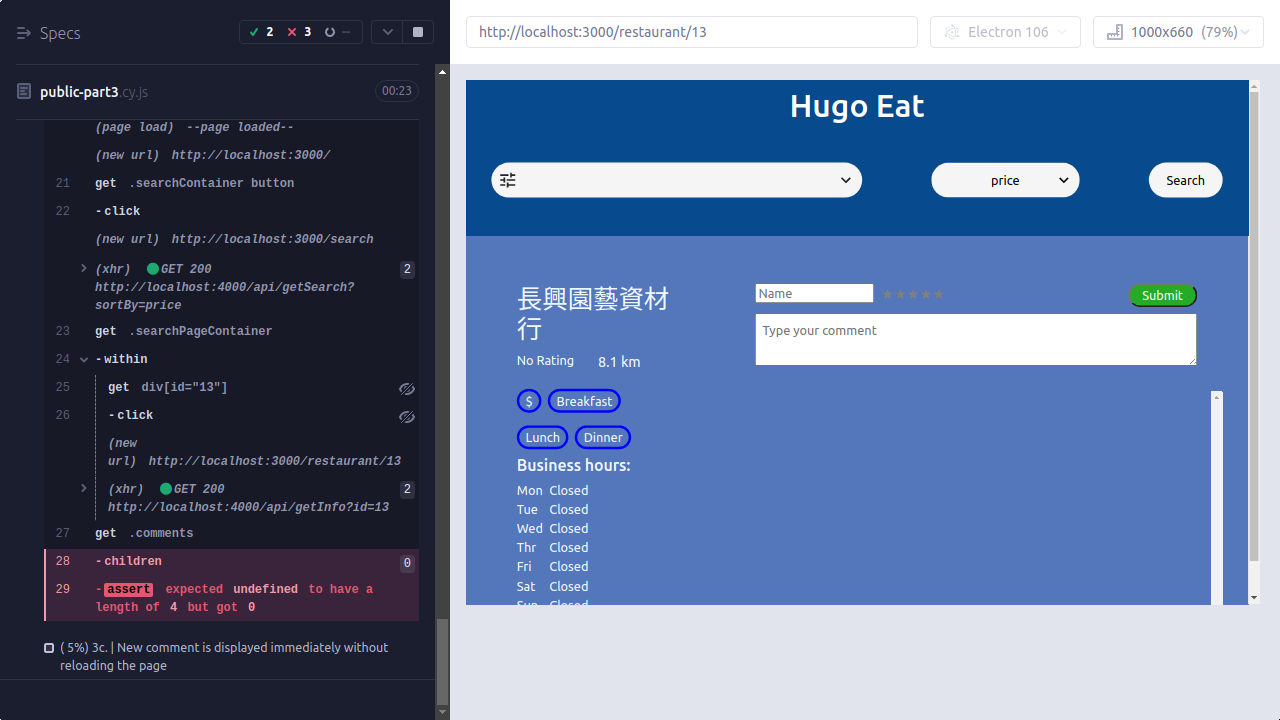 Specs
2
3
--
http://localhost:3000/restaurant/13
Electron 106
1000x660 (79%)
public-part3.cy.js
00:23
(page load) --page loaded--
(new url) http://localhost:3000/
21 get .searchContainer button
22 -click
(new url) http://localhost:3000/search
(xhr) GET 200
http://localhost:4000/api/getSearch?
sortBy=price
2
23 get .searchPageContainer
24 -within
25 get div[id="13"]
26 -click
(new
url) http://localhost:3000/restaurant/13
(xhr) GET 200
http://localhost:4000/api/getInfo?id=13
2
27 get .comments
28 -children
0
29 -assert expected undefined to have a
length of 4 but got 0
( 5%) 3c. | New comment is displayed immediately without
reloading the page
Hugo Eat
price
Search
長興園藝資材
行
No Rating
8.1 km
$
Breakfast
Lunch
Dinner
Business hours:
Mon Closed
Tue Closed
Wed Closed
Thr Closed
Fri Closed
Sat Closed
Sun Closed
Name
★★★★★
Submit
Type your comment